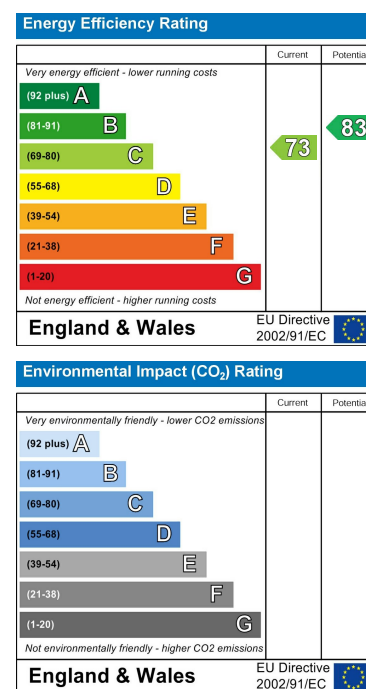 Energy Efficiency Rating
Current Potentia
Very energy efficient - lower running costs
(92 plus) A
(81-91) B
83
(69-80) C
73
(55-68) D
(39-54) E
(21-38) F
(1-20) G
Not energy efficient - higher running costs
England & Wales
EU Directive
2002/91/EC
Environmental Impact (CO₂) Rating
Current Potentia
Very environmentally friendly - lower CO2 emissions
(92 plus) A
(81-91) B
(69-80) C
(55-68) D
(39-54) E
(21-38) F
(1-20) G
Not environmentally friendly - higher CO2 emissions
England & Wales
EU Directive
2002/91/EC